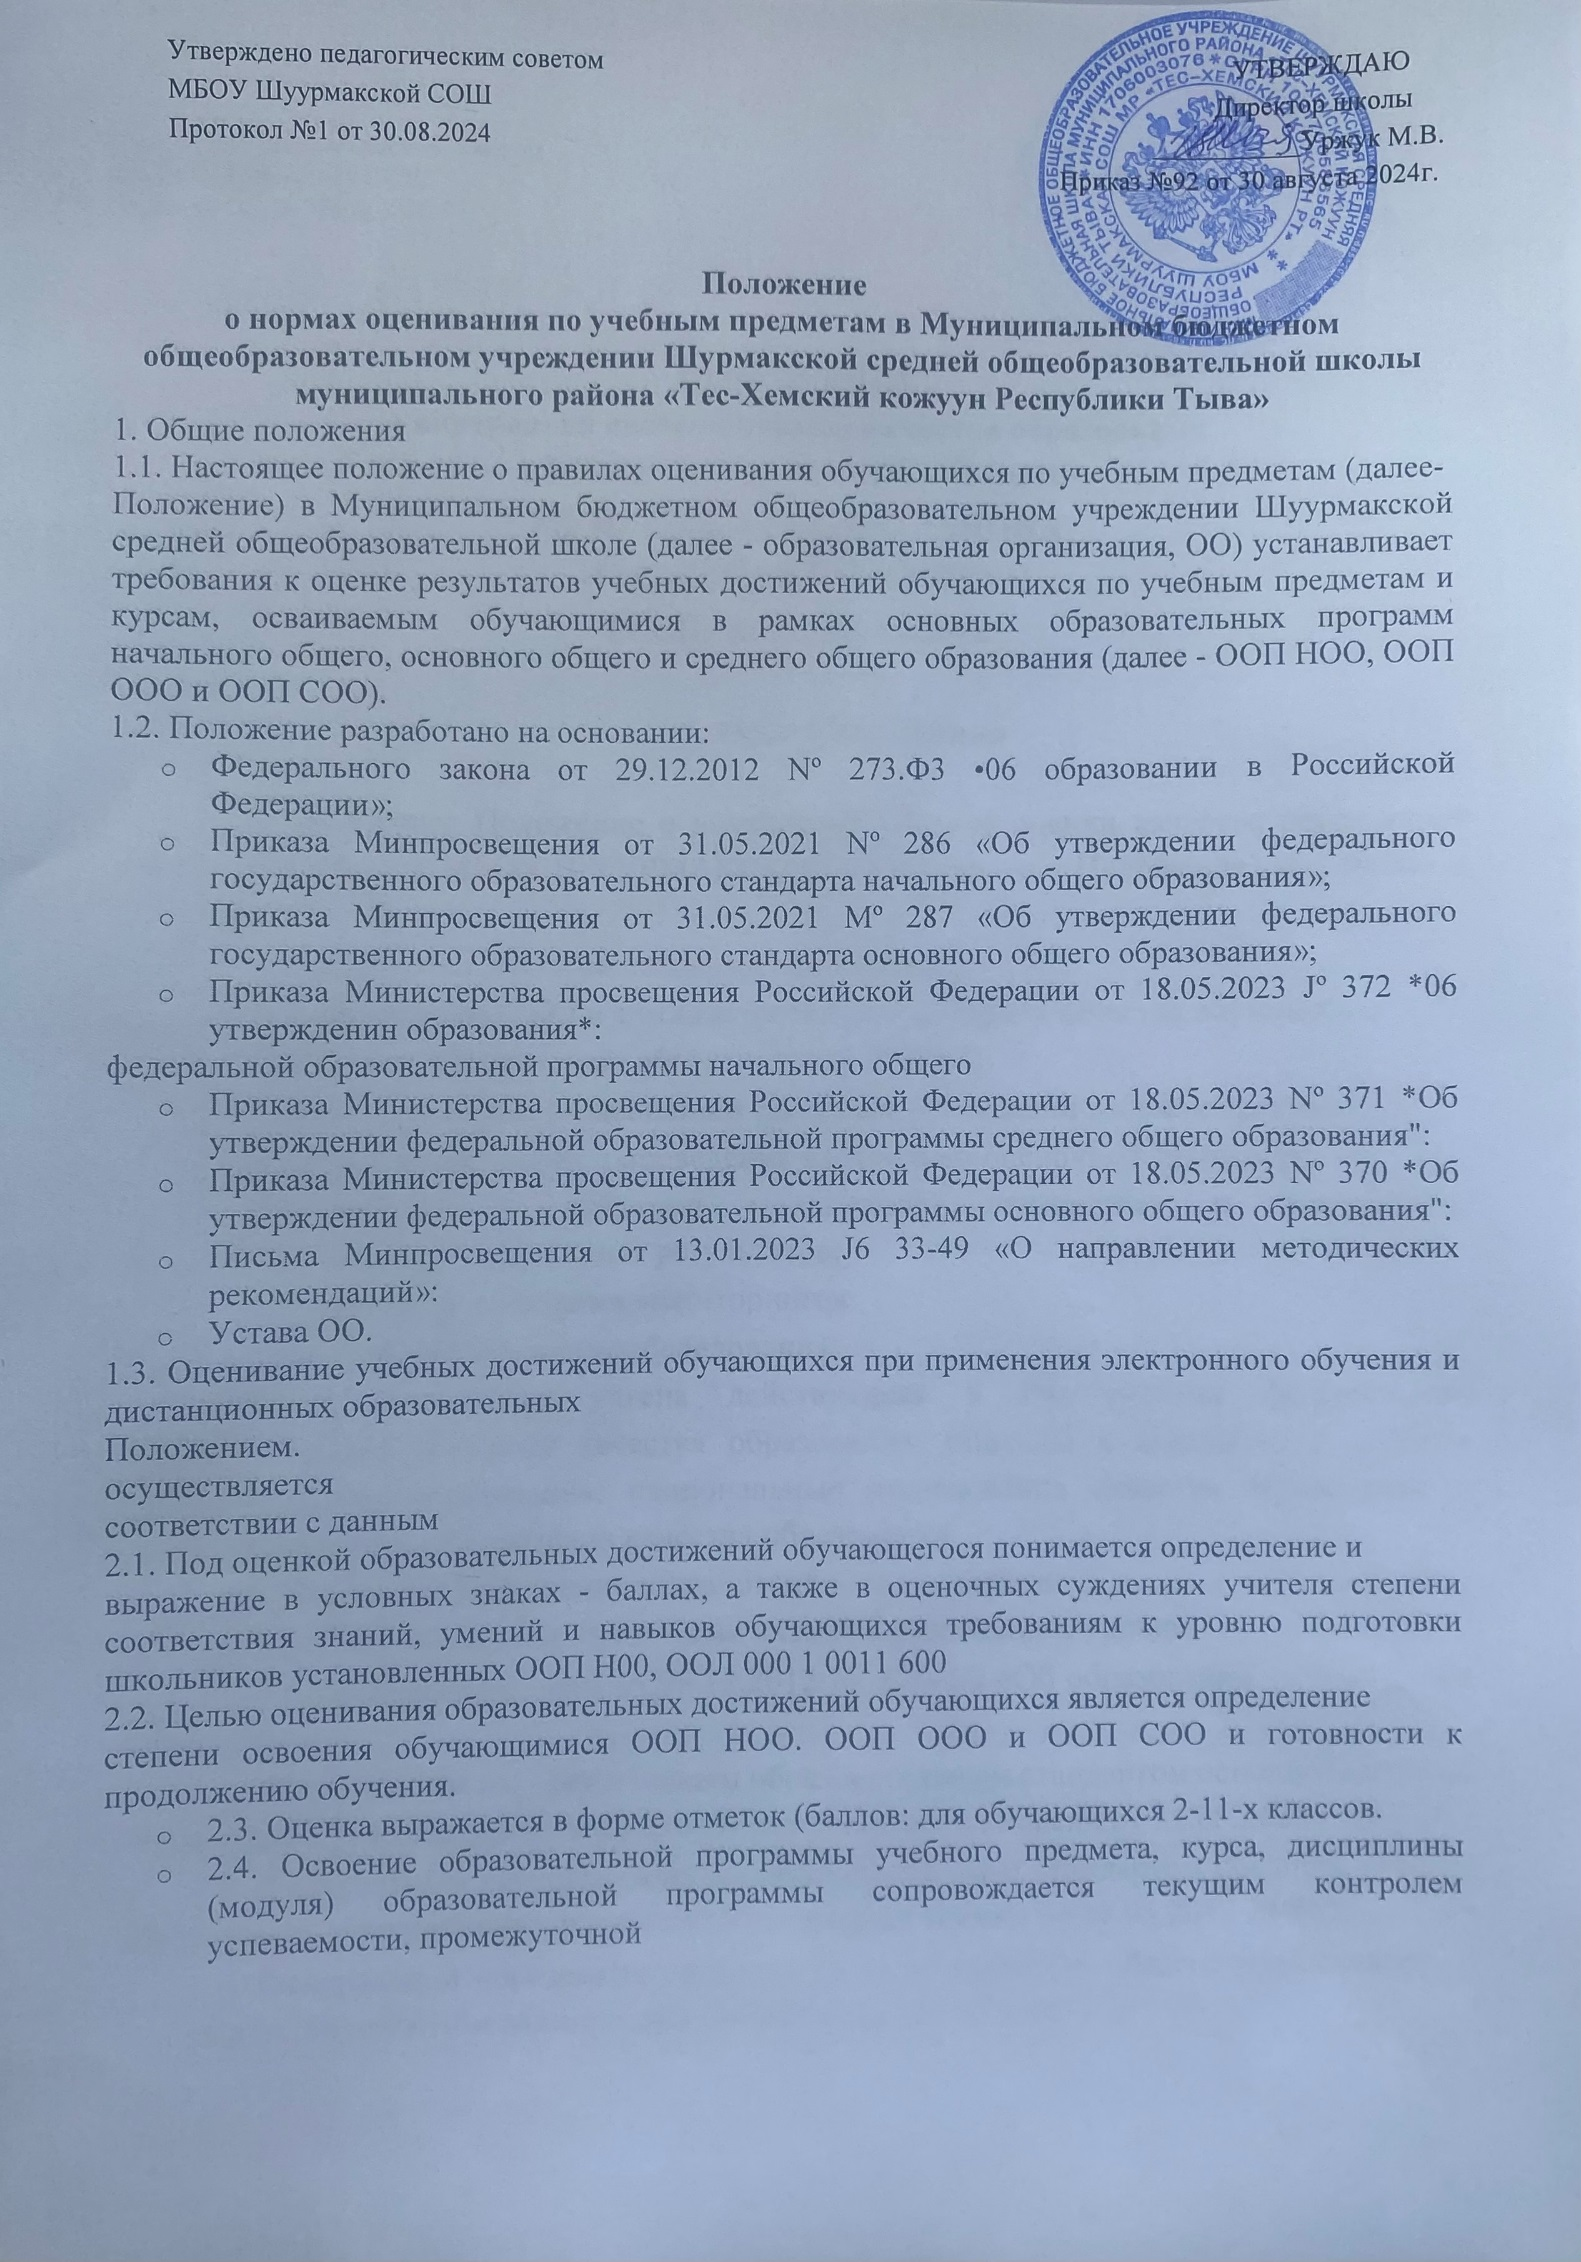 Утверждено педагогическим советом
МБОУ Шуурмакской СОШ
Протокол №1 от 30.08.2024
УТВЕРЖДАЮ
Директор школы
Уржук М.В.
Приказ №92 от 30 августа 2024г.
Положение
о нормах оценивания по учебным предметам в Муниципальном бюджетном
общеобразовательном учреждении Шурмакской средней общеобразовательной школы
муниципального района «Тес-Хемский кожуун Республики Тыва»
1. Общие положения
1.1. Настоящее положение о правилах оценивания обучающихся по учебным предметам (далее-
Положение) в Муниципальном бюджетном общеобразовательном учреждении Шуурмакской
средней общеобразовательной школе (далее - образовательная организация, ОО) устанавливает
требования к оценке результатов учебных достижений обучающихся по учебным предметам и
курсам, осваиваемым обучающимися в рамках основных образовательных программ
начального общего, основного общего и среднего общего образования (далее - ООП НОО, ООП
ООО и ООП СОО).
1.2. Положение разработано на основании:
o Федерального закона от 29.12.2012 Nº 273.ФЗ •06 образовании в Российской
Федерации»;
o Приказа Минпросвещения от 31.05.2021 Nº 286 «Об утверждении федерального
государственного образовательного стандарта начального общего образования»;
o Приказа Минпросвещения от 31.05.2021 Мº 287 «Об утверждении федерального
государственного образовательного стандарта основного общего образования»;
o Приказа Министерства просвещения Российской Федерации от 18.05.2023 Jº 372 *06
утвержденин образования*:
федеральной образовательной программы начального общего
o Приказа Министерства просвещения Российской Федерации от 18.05.2023 Nº 371 *Об
утверждении федеральной образовательной программы среднего общего образования":
o Приказа Министерства просвещения Российской Федерации от 18.05.2023 Nº 370 *Об
утверждении федеральной образовательной программы основного общего образования":
o Письма Минпросвещения от 13.01.2023 J6 33-49 «О направлении методических
рекомендаций»:
o Устава ОО.
1.3. Оценивание учебных достижений обучающихся при применения электронного обучения и
дистанционных образовательных
Положением.
осуществляется
соответствии с данным
2.1. Под оценкой образовательных достижений обучающегося понимается определение и
выражение в условных знаках - баллах, а также в оценочных суждениях учителя степени
соответствия знаний, умений и навыков обучающихся требованиям к уровню подготовки
школьников установленных ООП Н00, ООЛ 000 1 0011 600
2.2. Целью оценивания образовательных достижений обучающихся является определение
степени освоения обучающимися ООП НОО. ООП ООО и ООП СОО и готовности к
продолжению обучения.
o 2.3. Оценка выражается в форме отметок (баллов: для обучающихся 2-11-х классов.
o 2.4. Освоение образовательной программы учебного предмета, курса, дисциплины
(модуля) образовательной программы сопровождается текущим контролем
успеваемости, промежуточной